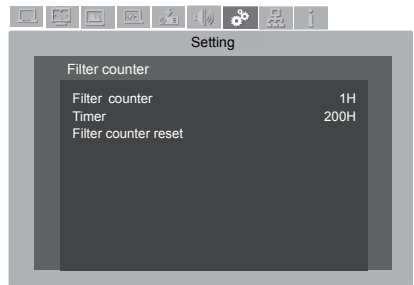 Setting
Filter counter
Filter counter 1H
Timer 200H
Filter counter reset